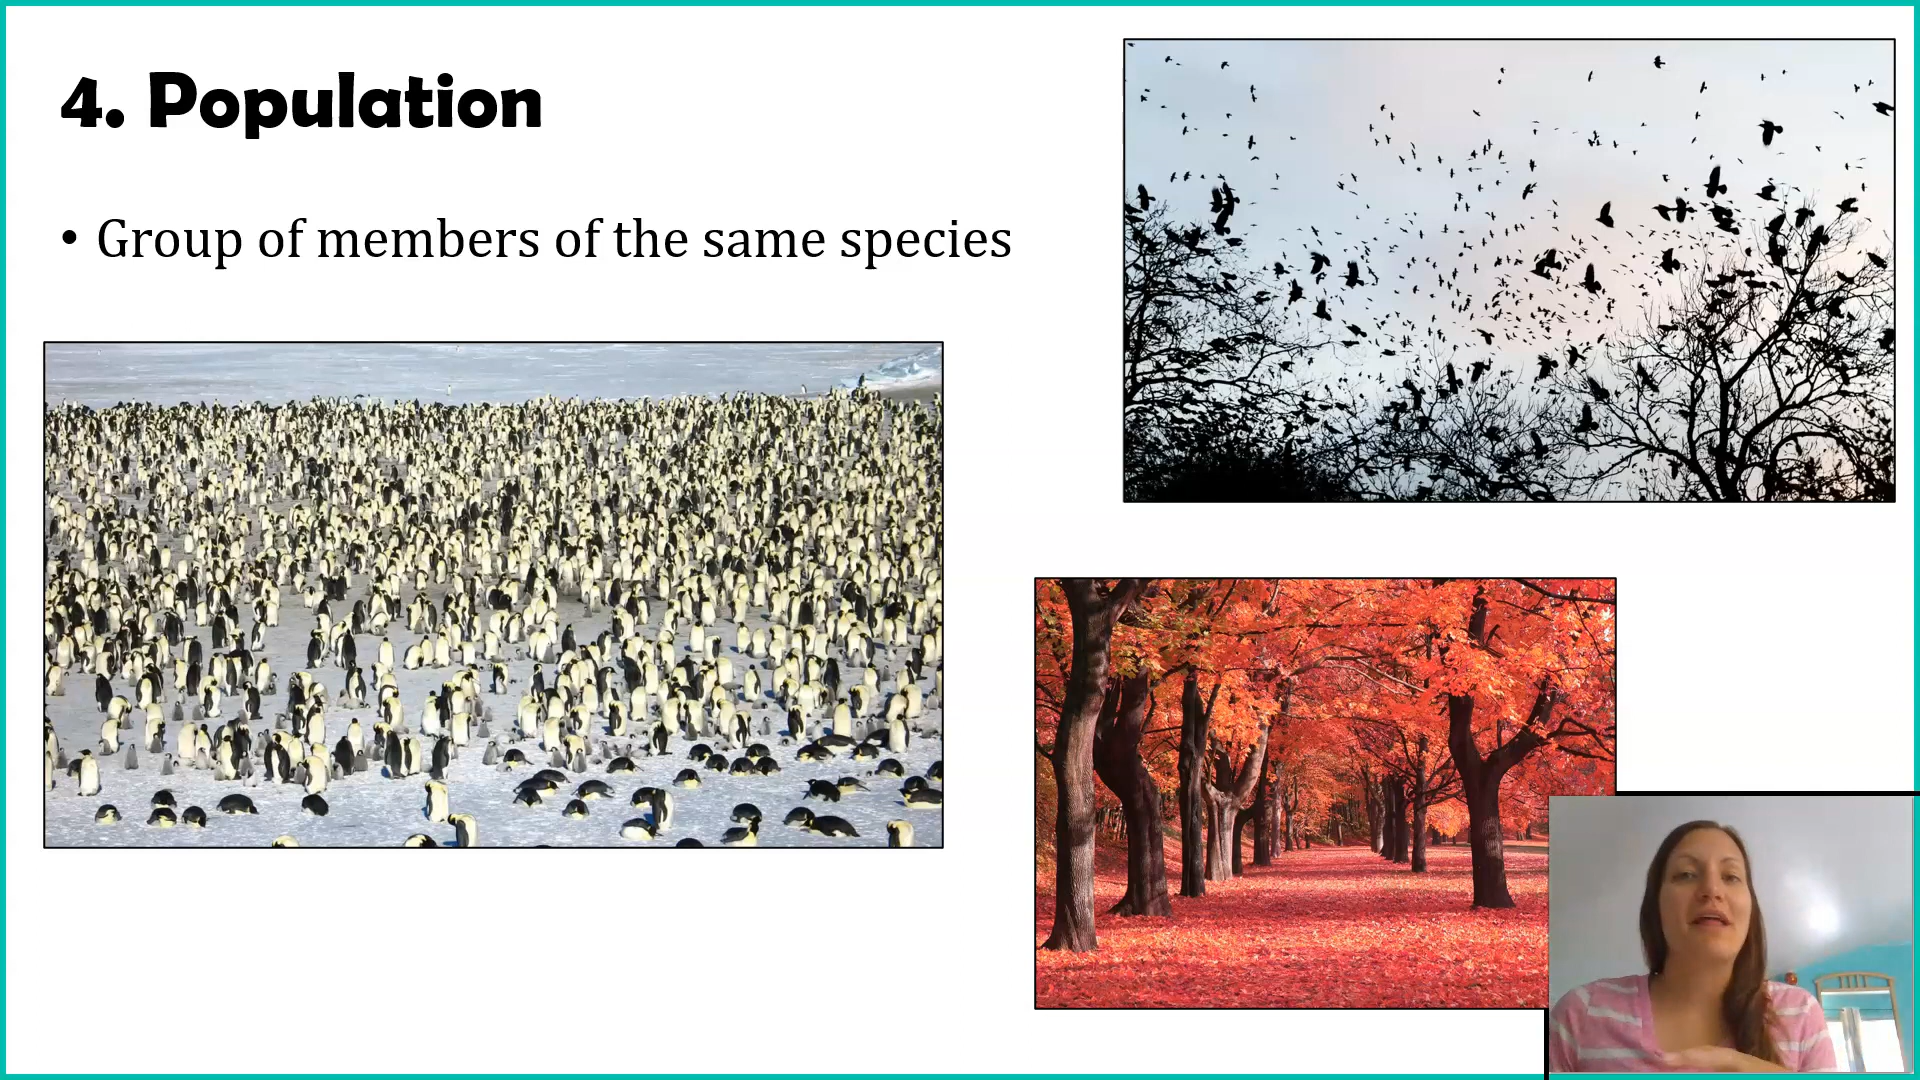 4. Population
• Group of members of the same species